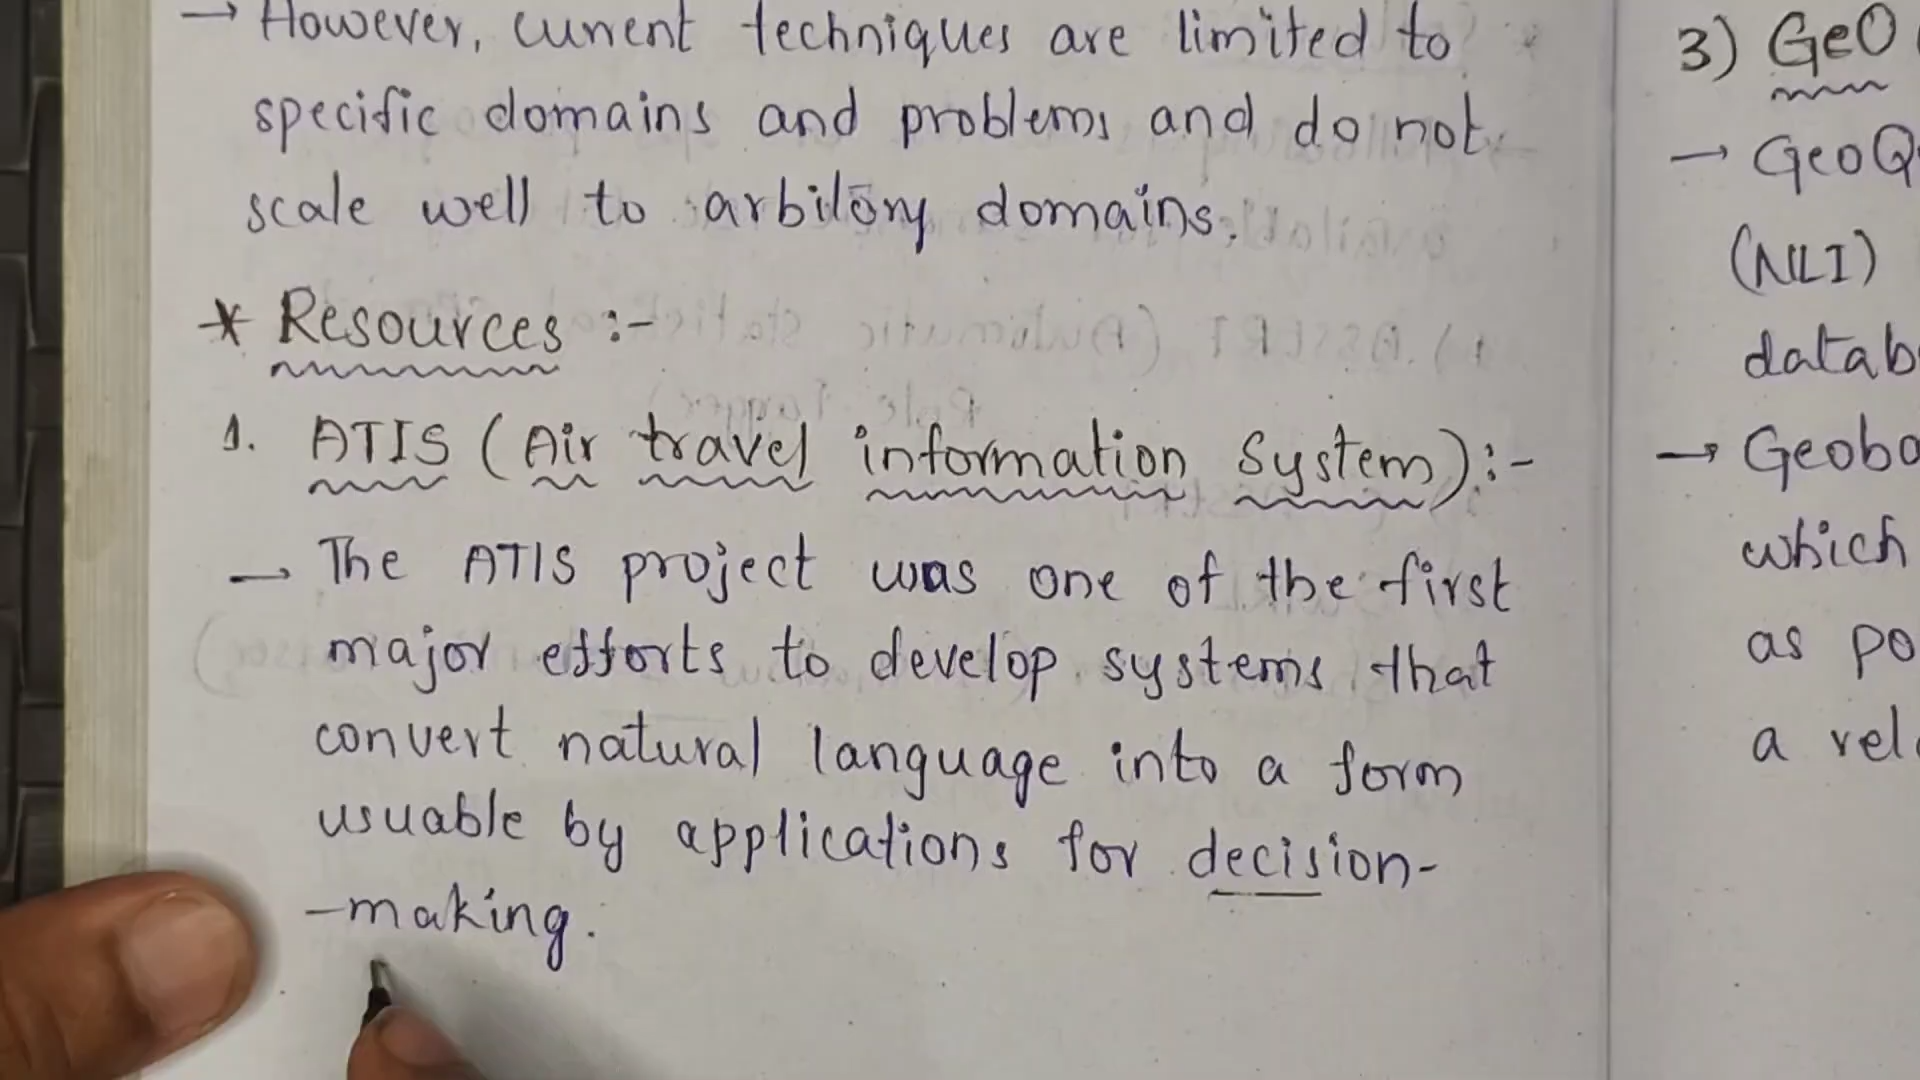 → However, current techniques are limited to
specific domains and problems and do not
scale well to arbitary domains.
* Resources :-
1. ATIS (Air travel information System):-
→ The ATIS project was one of the first
major efforts to develop systems that
convert natural language into a form
usuable by applications for decision-
-making.
3) GeO
→ GeoQ
(NLI)
datab
→ Geoba
which
as po
a rel